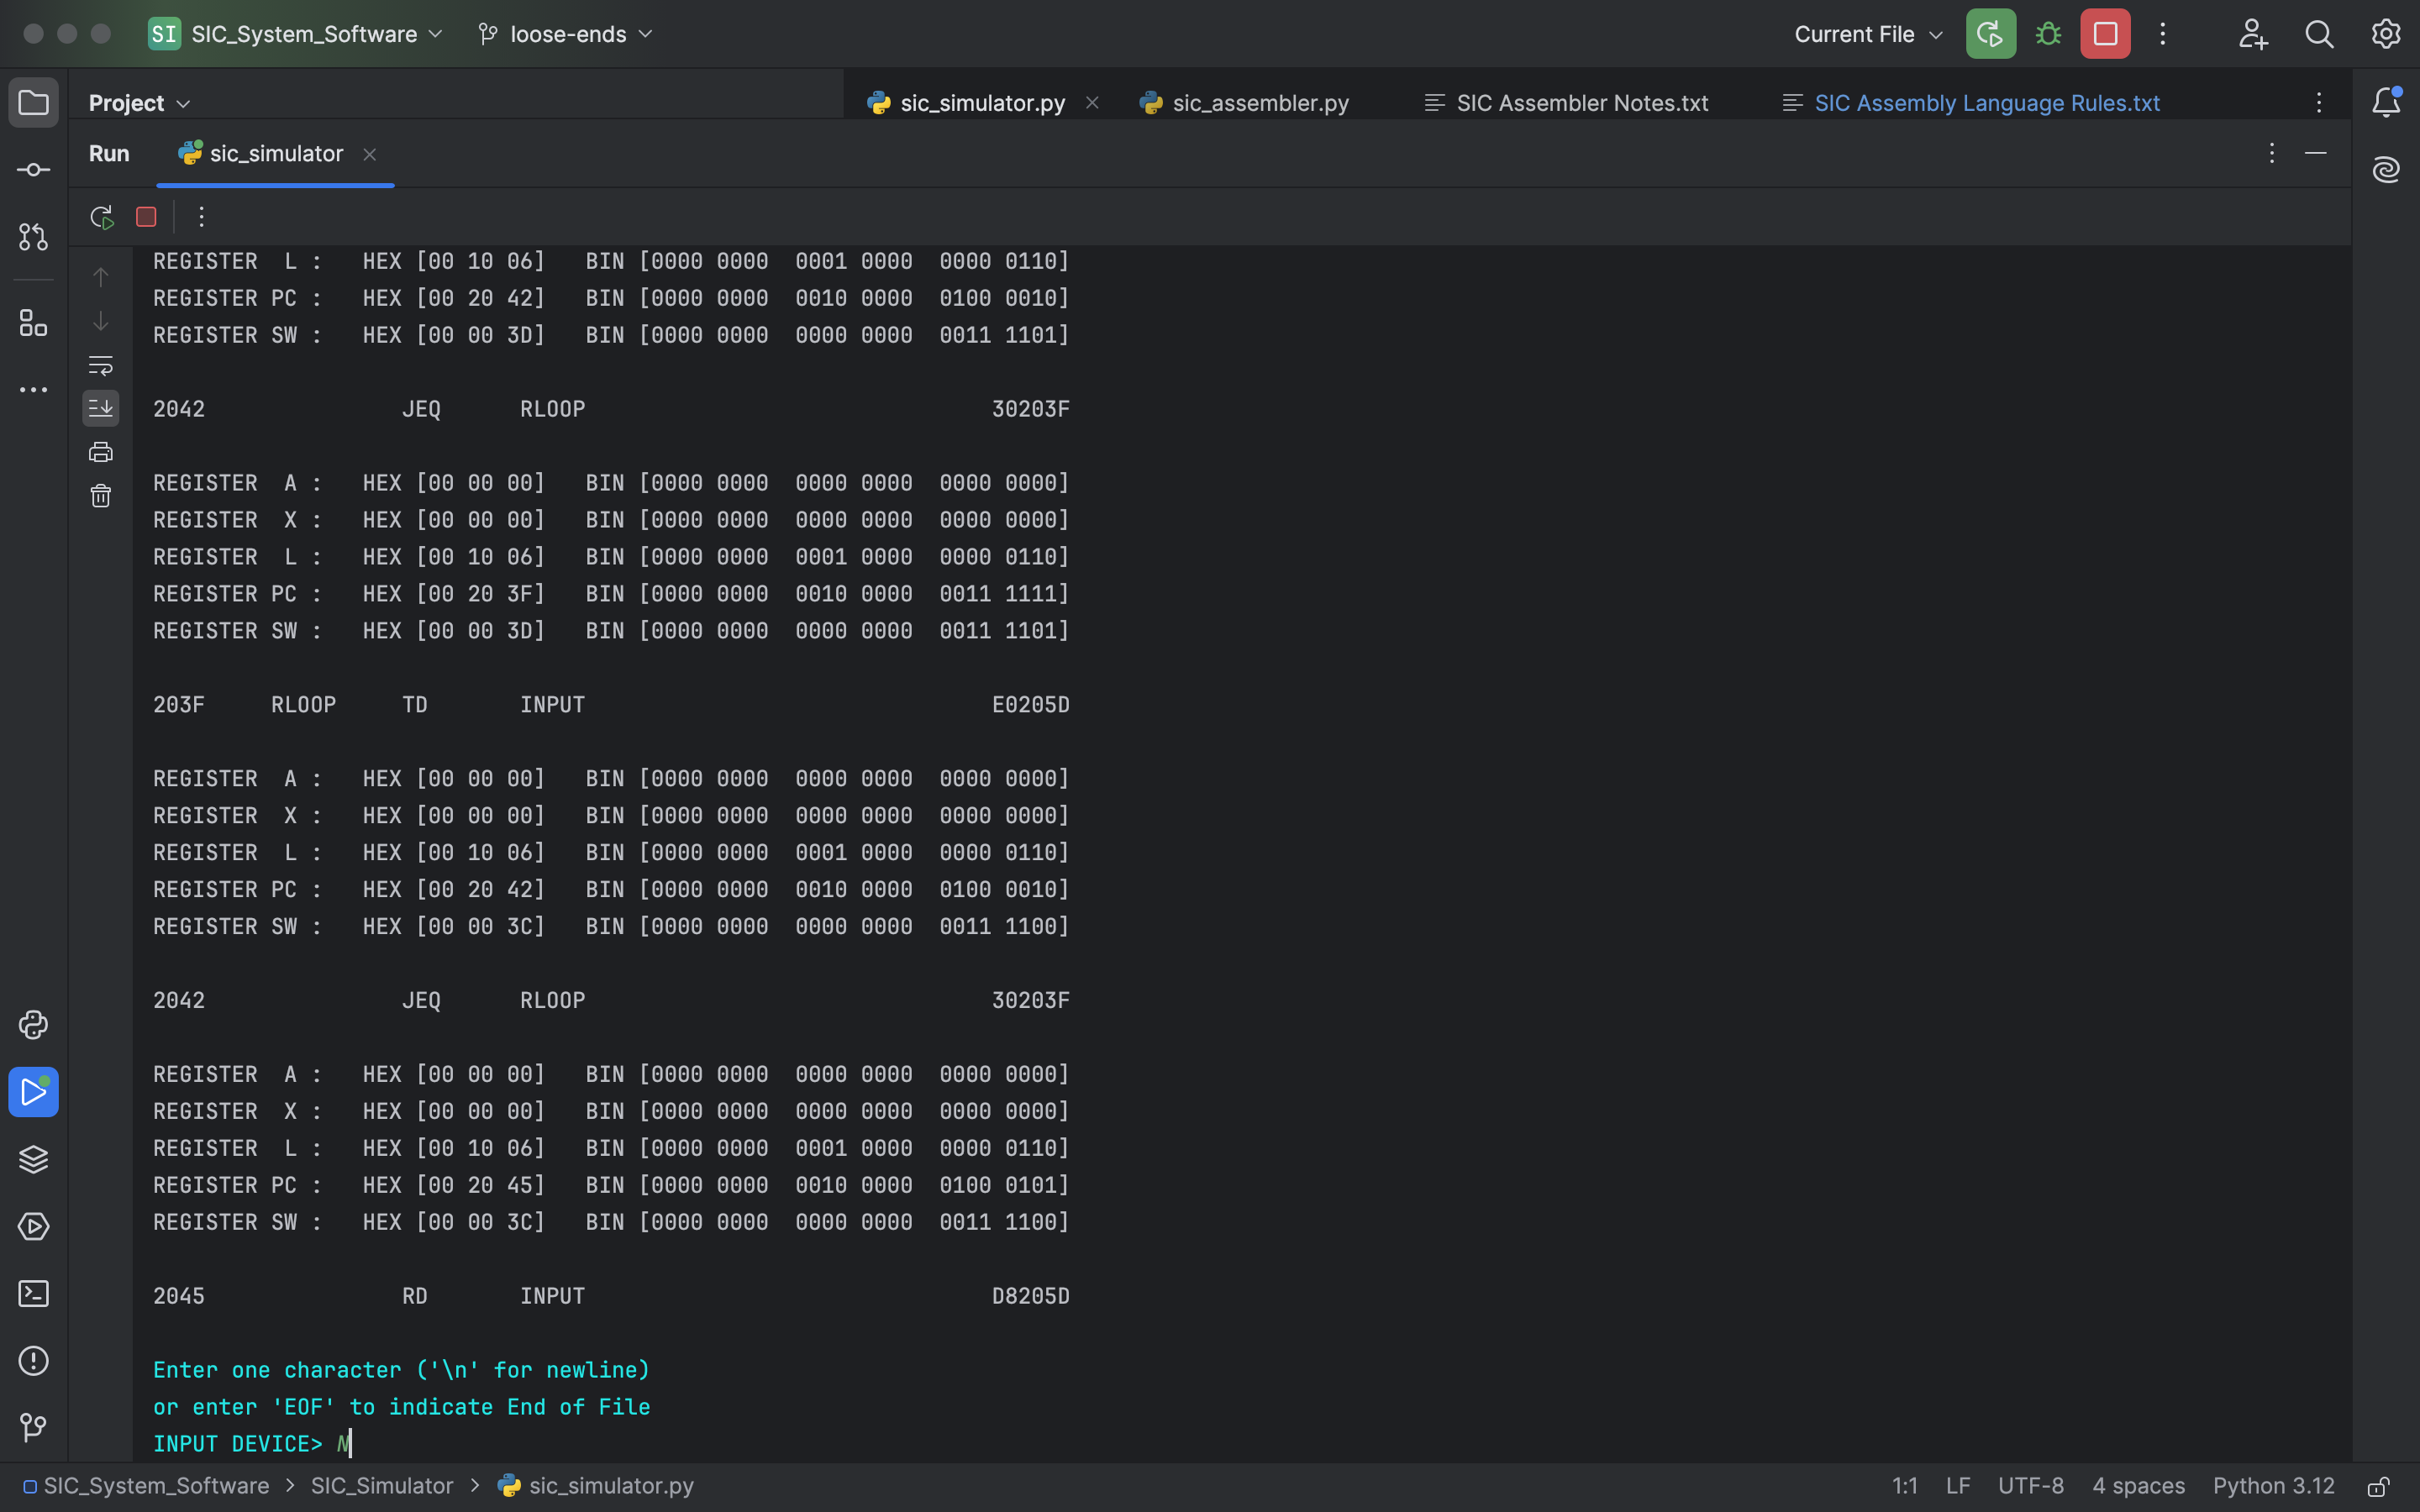 SI SIC_System_Software loose-ends Current File
Project sic_simulator.py sic_assembler.py SIC Assembler Notes.txt SIC Assembly Language Rules.txt
Run sic_simulator
REGISTER  L :   HEX [00 10 06]   BIN [0000 0000  0001 0000  0000 0110]
REGISTER PC :   HEX [00 20 42]   BIN [0000 0000  0010 0000  0100 0010]
REGISTER SW :   HEX [00 00 3D]   BIN [0000 0000  0000 0000  0011 1101]
2042               JEQ      RLOOP                               30203F
REGISTER  A :   HEX [00 00 00]   BIN [0000 0000  0000 0000  0000 0000]
REGISTER  X :   HEX [00 00 00]   BIN [0000 0000  0000 0000  0000 0000]
REGISTER  L :   HEX [00 10 06]   BIN [0000 0000  0001 0000  0000 0110]
REGISTER PC :   HEX [00 20 3F]   BIN [0000 0000  0010 0000  0011 1111]
REGISTER SW :   HEX [00 00 3D]   BIN [0000 0000  0000 0000  0011 1101]
203F     RLOOP     TD       INPUT                               E0205D
REGISTER  A :   HEX [00 00 00]   BIN [0000 0000  0000 0000  0000 0000]
REGISTER  X :   HEX [00 00 00]   BIN [0000 0000  0000 0000  0000 0000]
REGISTER  L :   HEX [00 10 06]   BIN [0000 0000  0001 0000  0000 0110]
REGISTER PC :   HEX [00 20 42]   BIN [0000 0000  0010 0000  0100 0010]
REGISTER SW :   HEX [00 00 3C]   BIN [0000 0000  0000 0000  0011 1100]
2042               JEQ      RLOOP                               30203F
REGISTER  A :   HEX [00 00 00]   BIN [0000 0000  0000 0000  0000 0000]
REGISTER  X :   HEX [00 00 00]   BIN [0000 0000  0000 0000  0000 0000]
REGISTER  L :   HEX [00 10 06]   BIN [0000 0000  0001 0000  0000 0110]
REGISTER PC :   HEX [00 20 45]   BIN [0000 0000  0010 0000  0100 0101]
REGISTER SW :   HEX [00 00 3C]   BIN [0000 0000  0000 0000  0011 1100]
2045               RD       INPUT                               D8205D
Enter one character ('\n' for newline)
or enter 'EOF' to indicate End of File
INPUT DEVICE> N
SIC_System_Software > SIC_Simulator > sic_simulator.py 1:1 LF UTF-8 4 spaces Python 3.12